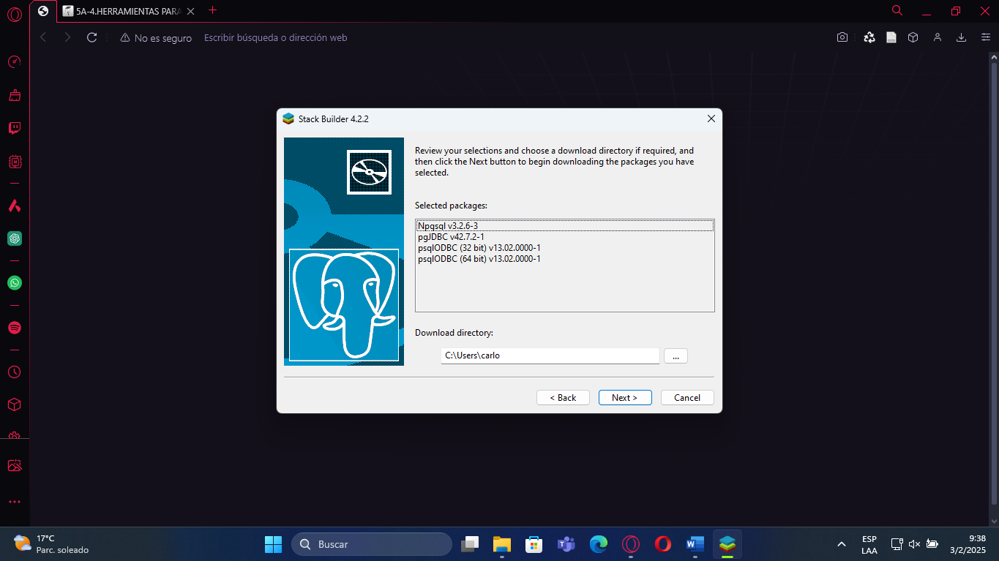 5A-4.HERRAMIENTAS PARA
No es seguro
Escribir búsqueda o dirección web
Stack Builder 4.2.2
Review your selections and choose a download directory if required, and
then click the Next button to begin downloading the packages you have
selected.
Selected packages:
Npgsql v3.2.6-3
pgJDBC v42.7.2-1
psqlODBC (32 bit) v13.02.0000-1
psqlODBC (64 bit) v13.02.0000-1
Download directory:
C:\Users\carlo
...
< Back
Next >
Cancel
17°C
Parc. soleado
Buscar
ESP
LAA
9:38
3/2/2025